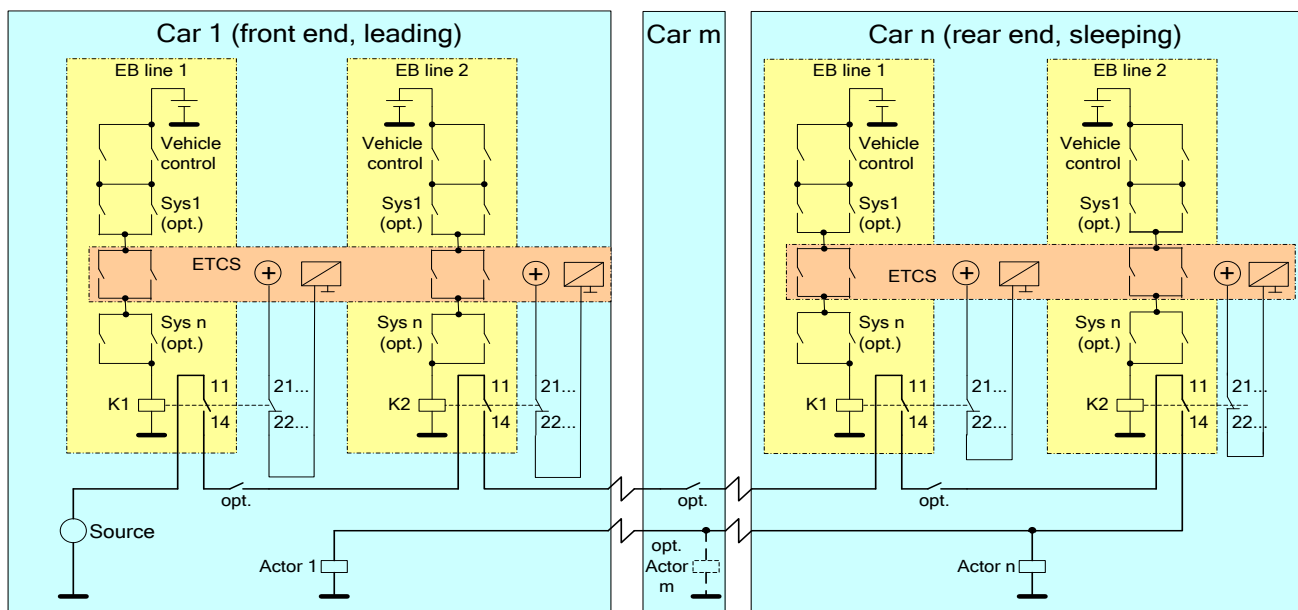 Car 1 (front end, leading)
Car m
Car n (rear end, sleeping)
EB line 1
EB line 2
EB line 1
EB line 2
Vehicle
control
Vehicle
control
Vehicle
control
Vehicle
control
Sys1
(opt.)
Sys1
(opt.)
Sys1
(opt.)
Sys1
(opt.)
ETCS
+
+
ETCS
+
+
Sys n
(opt.)
Sys n
(opt.)
Sys n
(opt.)
Sys n
(opt.)
K1
11
14
21...
22...
K2
11
14
21...
22...
K1
11
14
21...
22...
K2
11
14
21...
22...
opt.
opt.
opt.
Source
Actor 1
opt.
Actor
m
Actor n